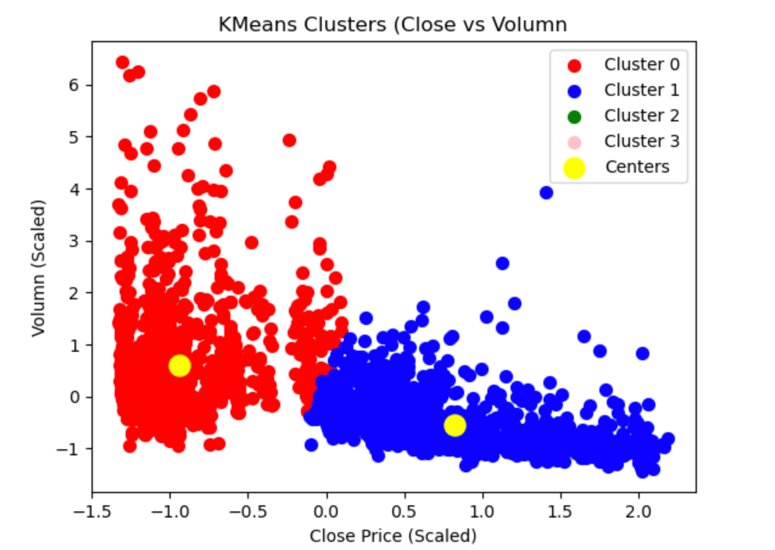 KMeans Clusters (Close vs Volumn
Cluster 0
Cluster 1
Cluster 2
Cluster 3
Centers
Volumn (Scaled)
6
5
4
3
2
1
0
−1
−1.5 −1.0 −0.5 0.0 0.5 1.0 1.5 2.0
Close Price (Scaled)